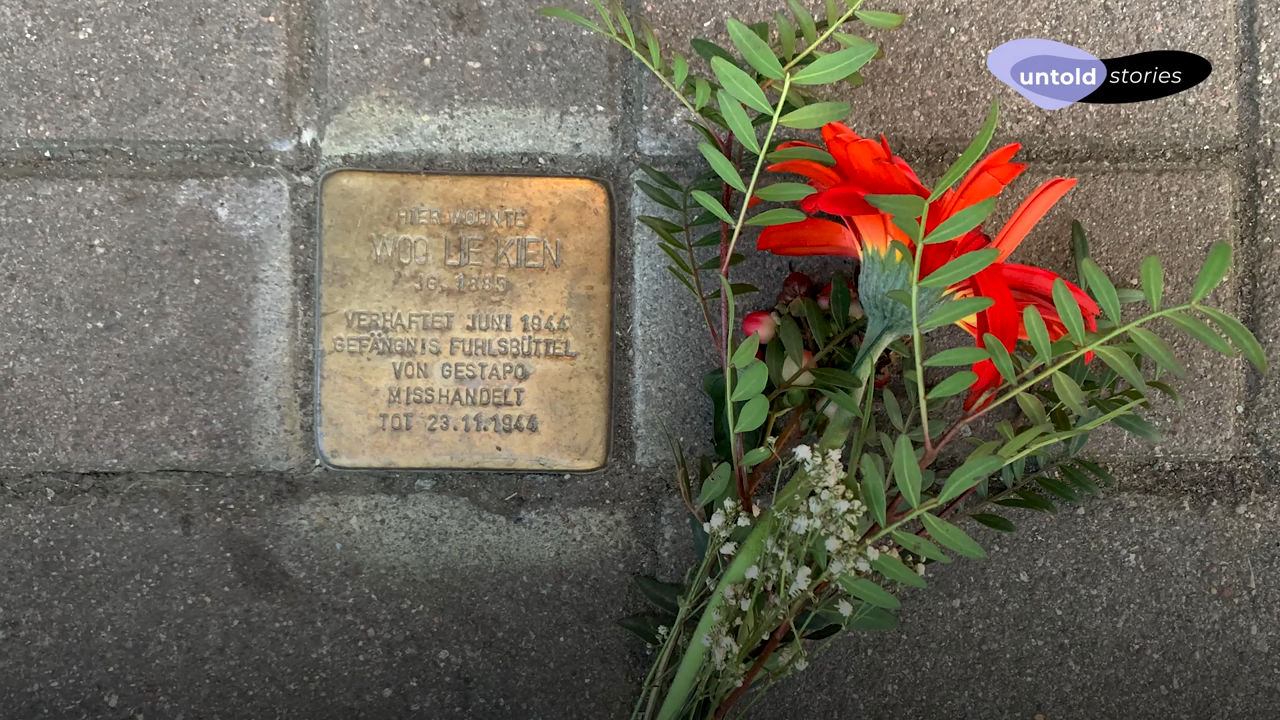 untold stories
HIER WOHNTE
WOO LIE KIEN
JG. 1885
VERHAFTET JUNI 1944
GEFÄNGNIS FUHLSBÜTTEL
VON GESTAPO
MISSHANDELT
TOT 23.11.1944